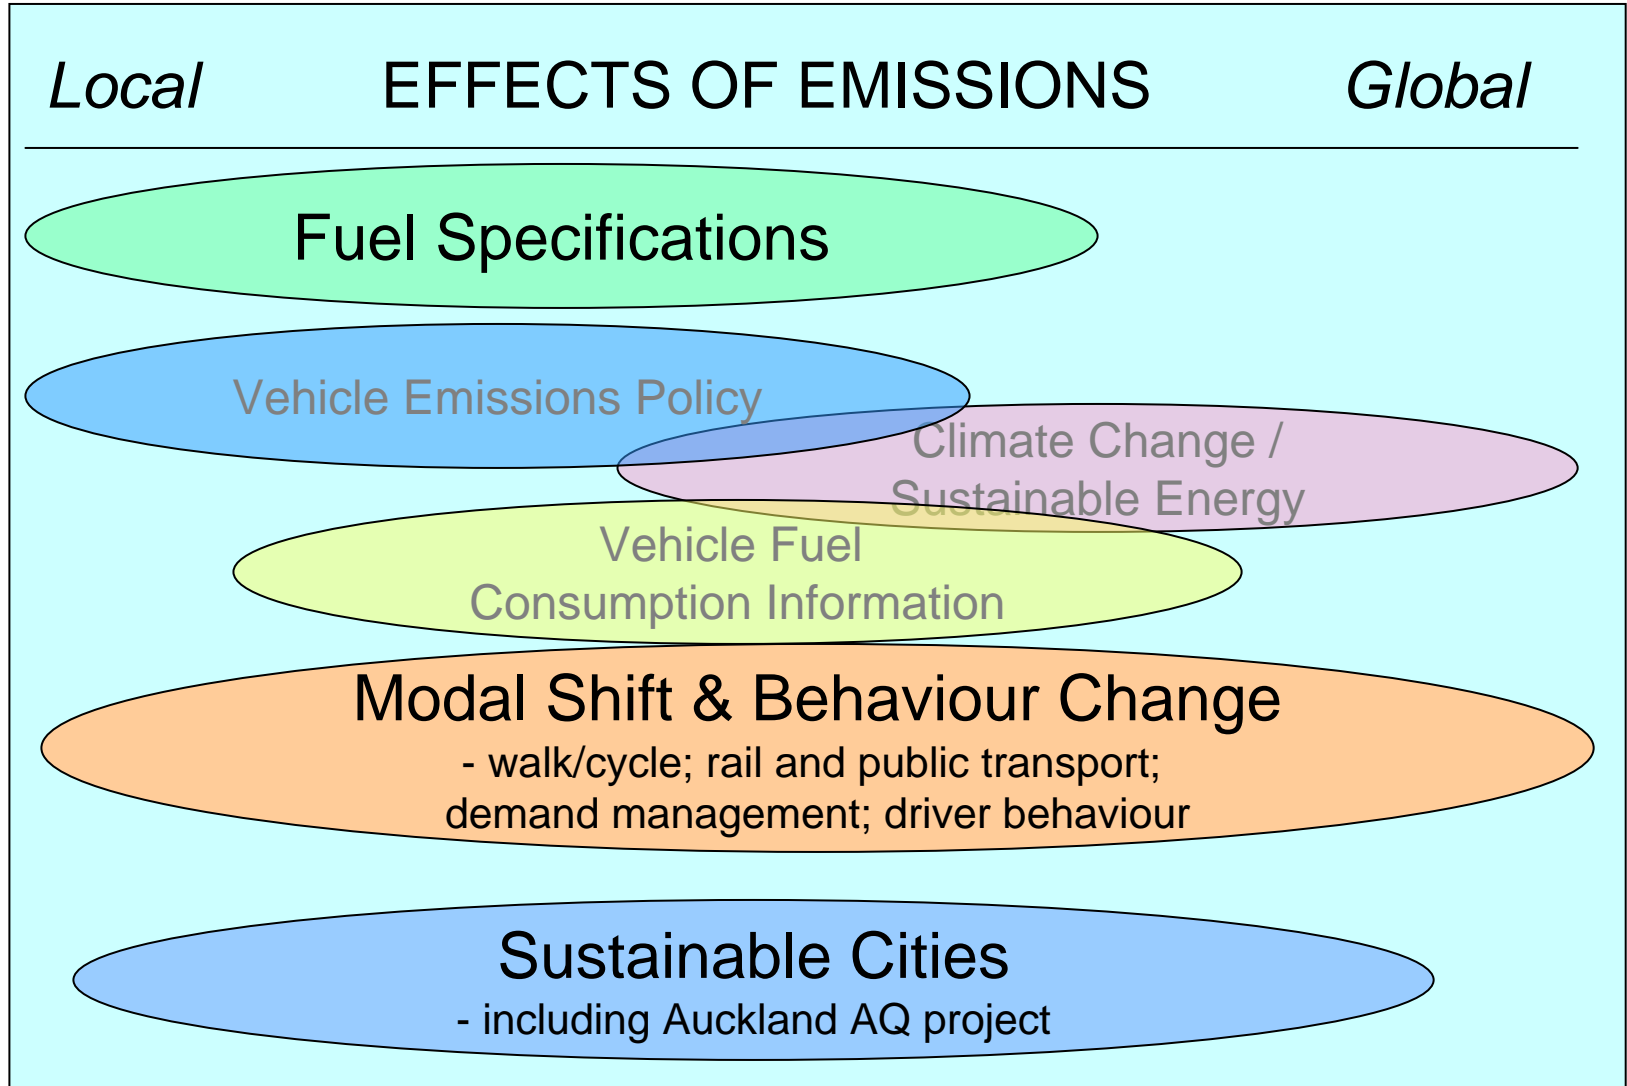 Local EFFECTS OF EMISSIONS Global
Fuel Specifications
Vehicle Emissions Policy
Climate Change /
Sustainable Energy
Vehicle Fuel
Consumption Information
Modal Shift & Behaviour Change
- walk/cycle; rail and public transport;
demand management; driver behaviour
Sustainable Cities
- including Auckland AQ project